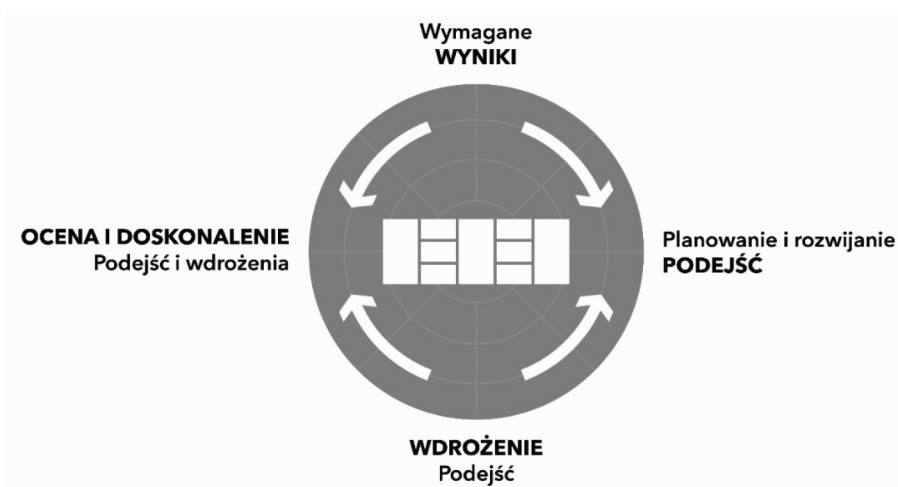 Wymagane
WYNIKI
OCENA I DOSKONALENIE
Podejść i wdrożenia
Planowanie i rozwijanie
PODEJŚĆ
WDROŻENIE
Podejść